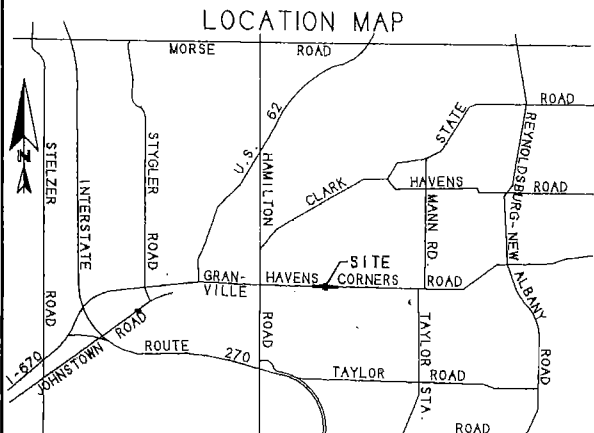 LOCATION MAP
MORSE ROAD
N
STELZER ROAD
INTERSTATE
STYGLER ROAD
U.S. 62
HAMILTON ROAD
CLARK STATE ROAD
HAVENS ROAD
MANN RD.
REYNOLDSBURG-NEW ALBANY ROAD
SITE
GRAN-
VILLE
HAVENS CORNERS ROAD
I-670
JOHNSTOWN ROAD
ROUTE 270
TAYLOR ROAD
TAYLOR STA.
ROAD